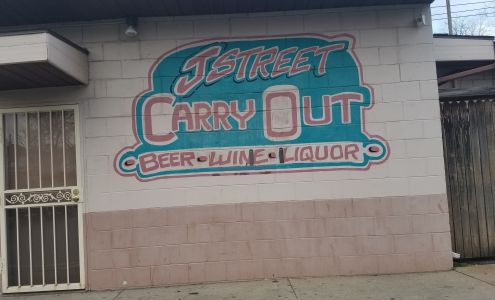 J STREET
CARRY OUT
BEER • WINE • LIQUOR